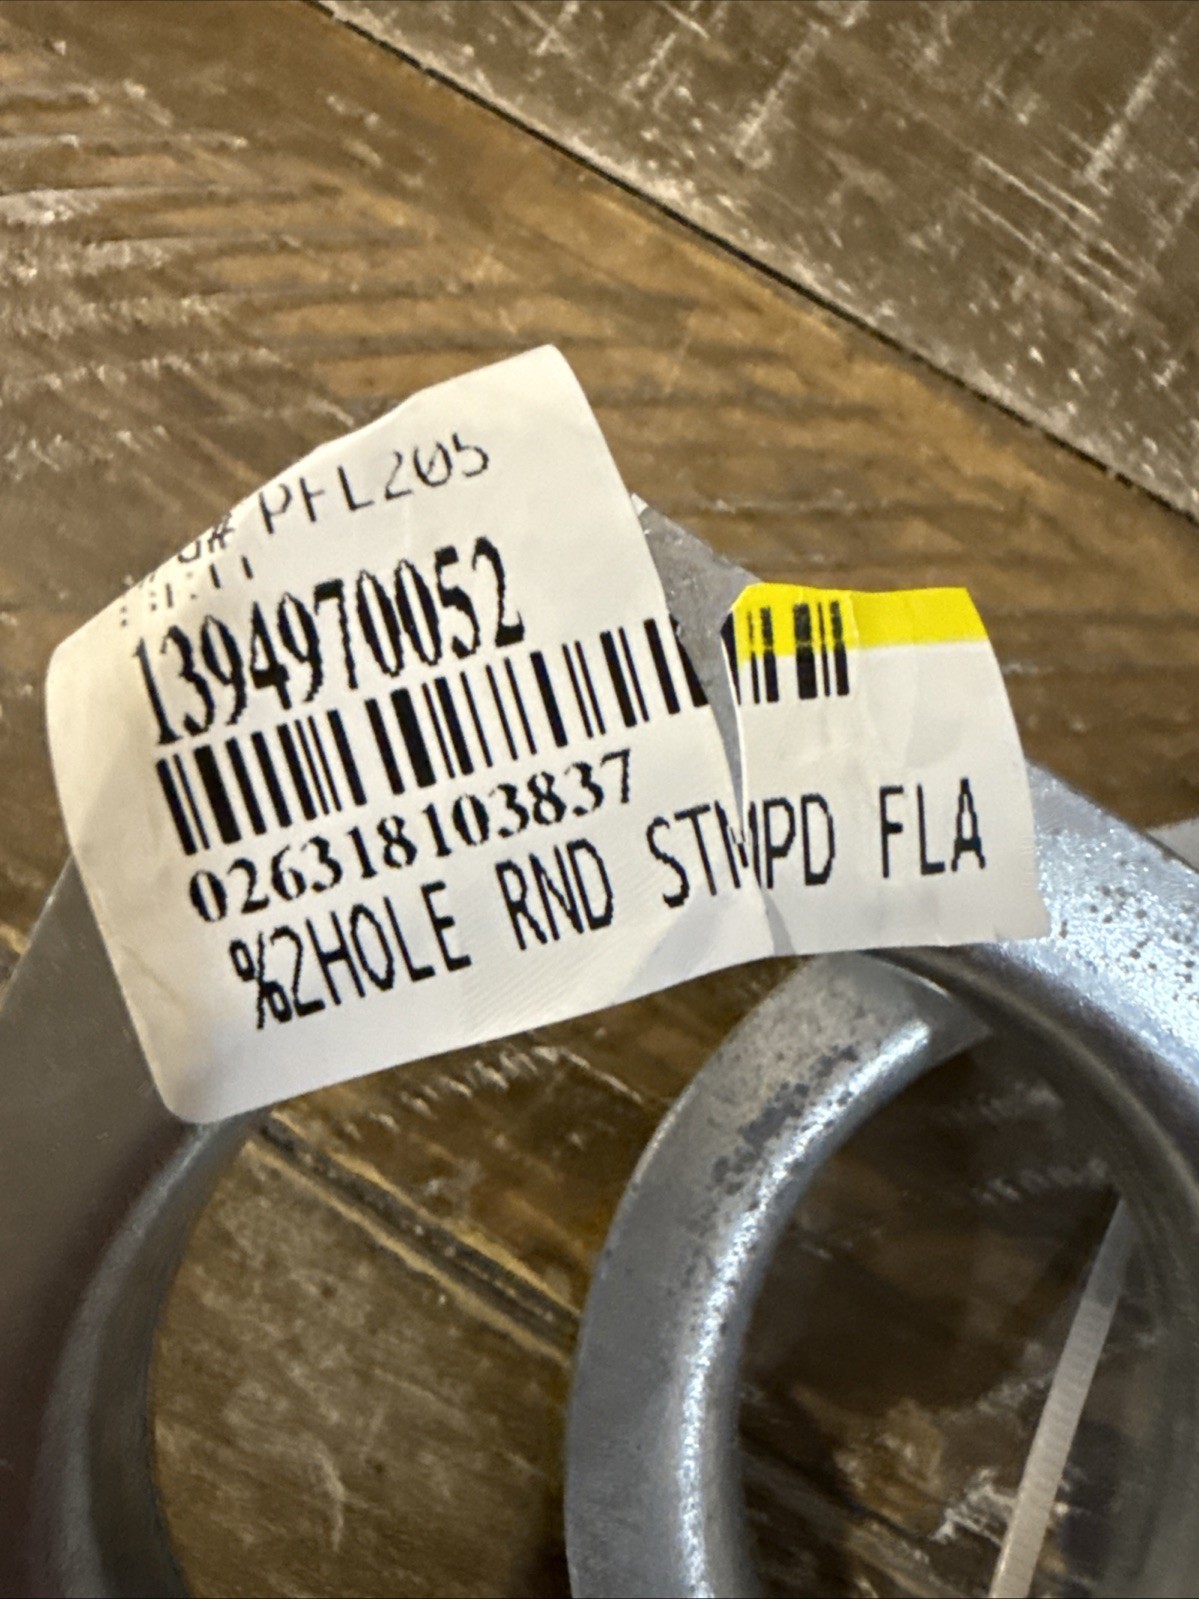 PFL205
1394970052
026318103837
%2HOLE RND STMPD FLA